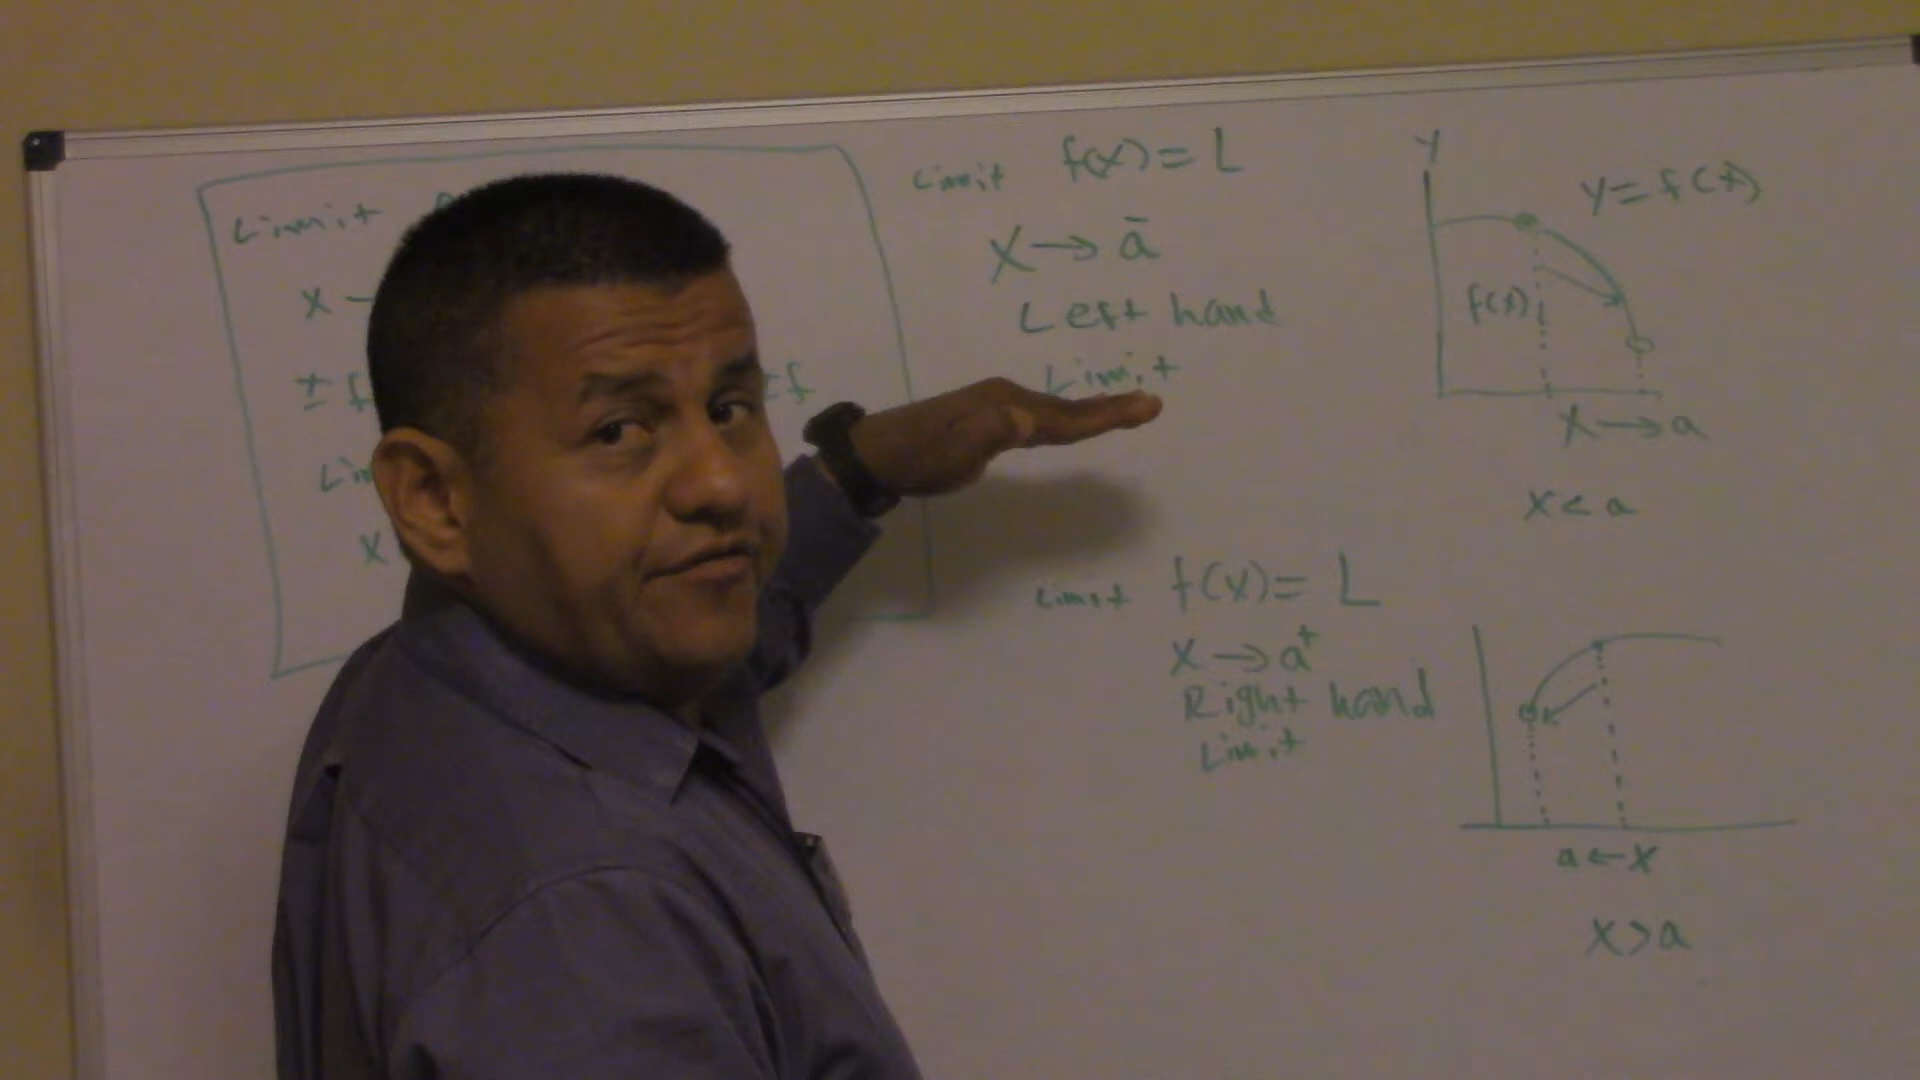 Limit
x
± f
± f
Lim
x
Limit f(x) = L
x → a⁻
Left hand
Limit
y
y = f(x)
f(x)
x → a
x < a
Limit f(x) = L
x → a⁺
Right hand
Limit
a ← x
x > a